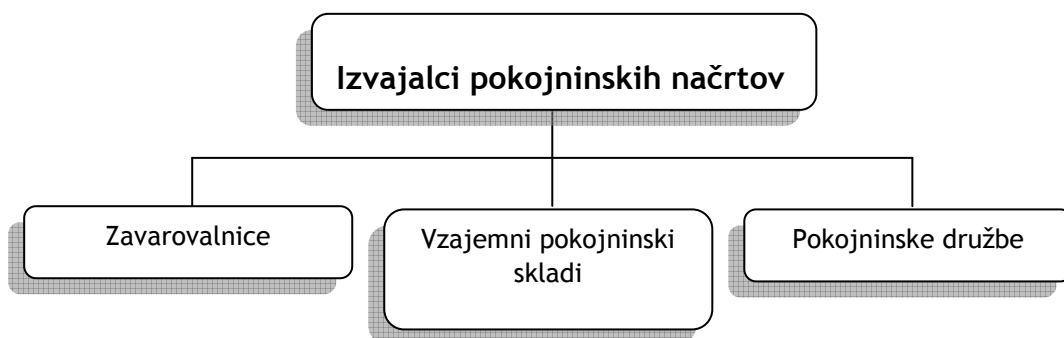 Izvajalci pokojninskih načrtov
Zavarovalnice
Vzajemni pokojninski
skladi
Pokojninske družbe